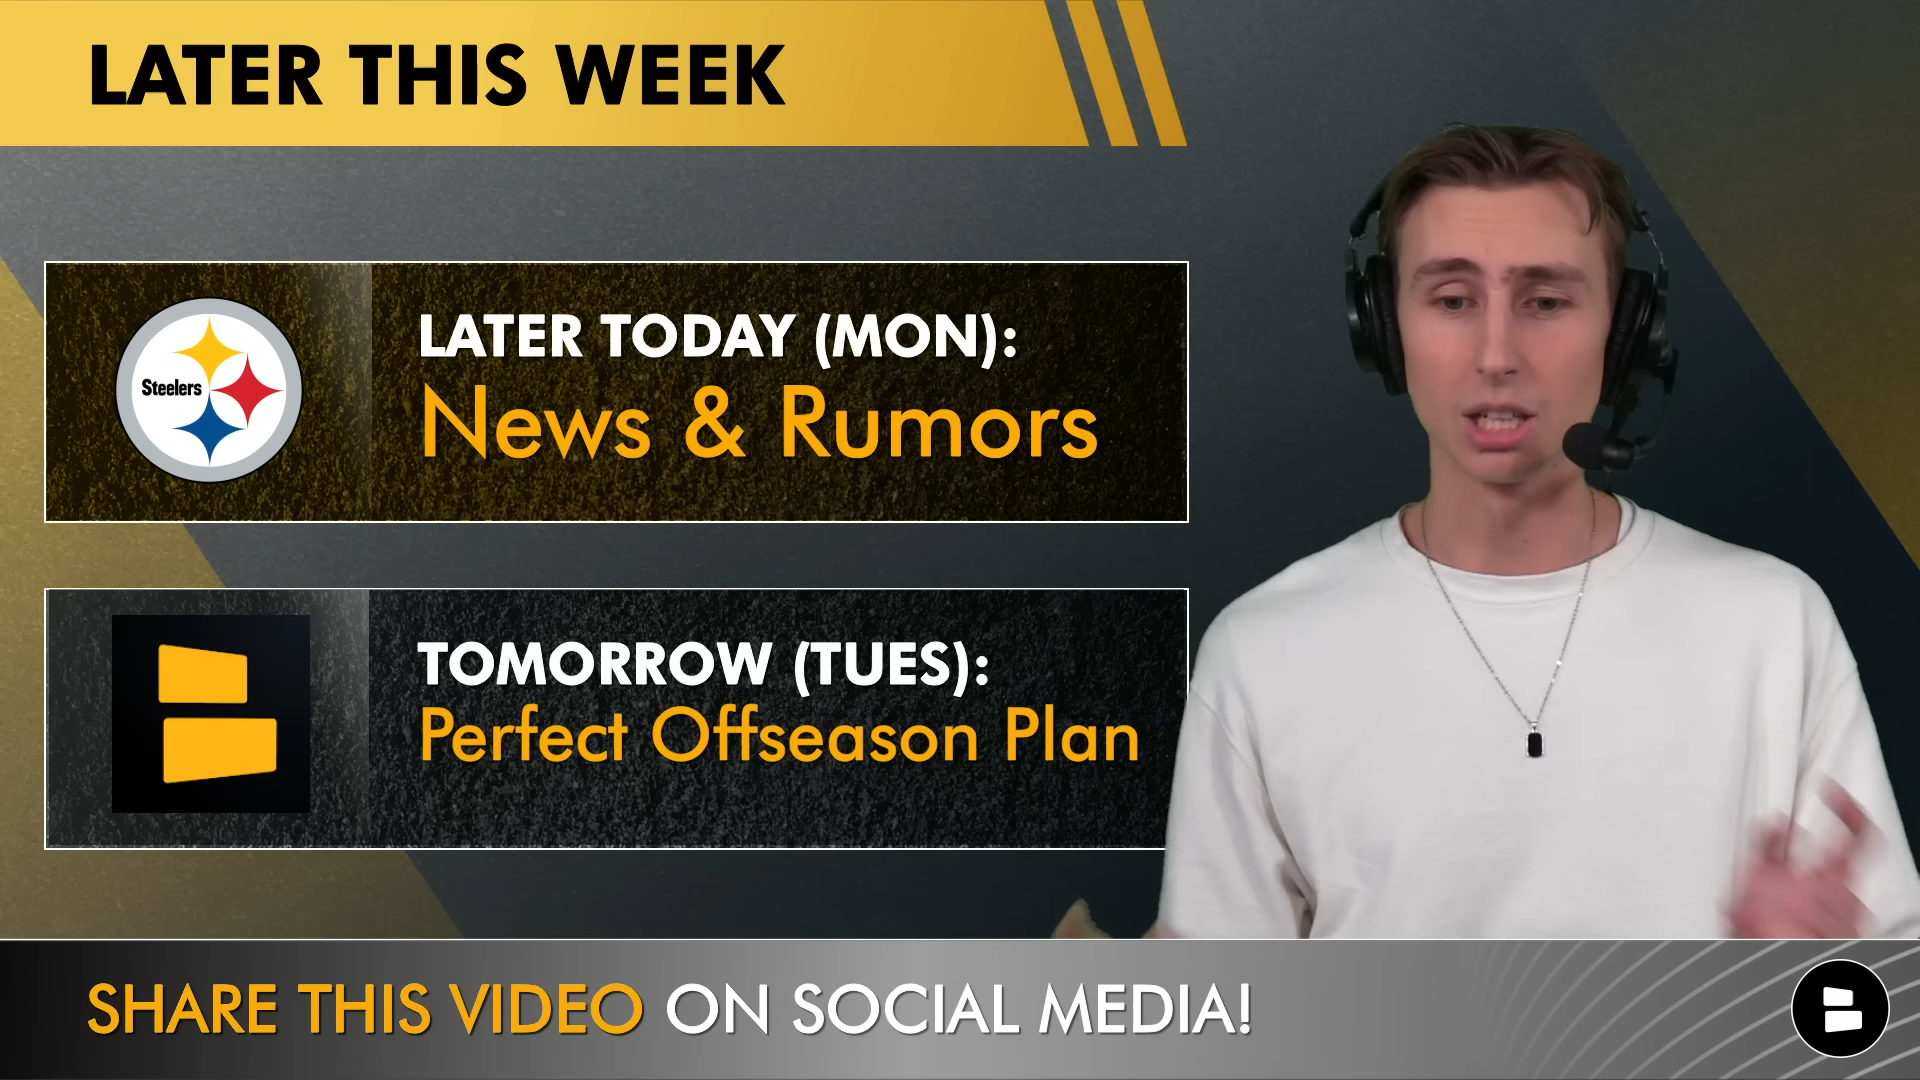 LATER THIS WEEK
Steelers
LATER TODAY (MON):
News & Rumors
TOMORROW (TUES):
Perfect Offseason Plan
SHARE THIS VIDEO ON SOCIAL MEDIA!